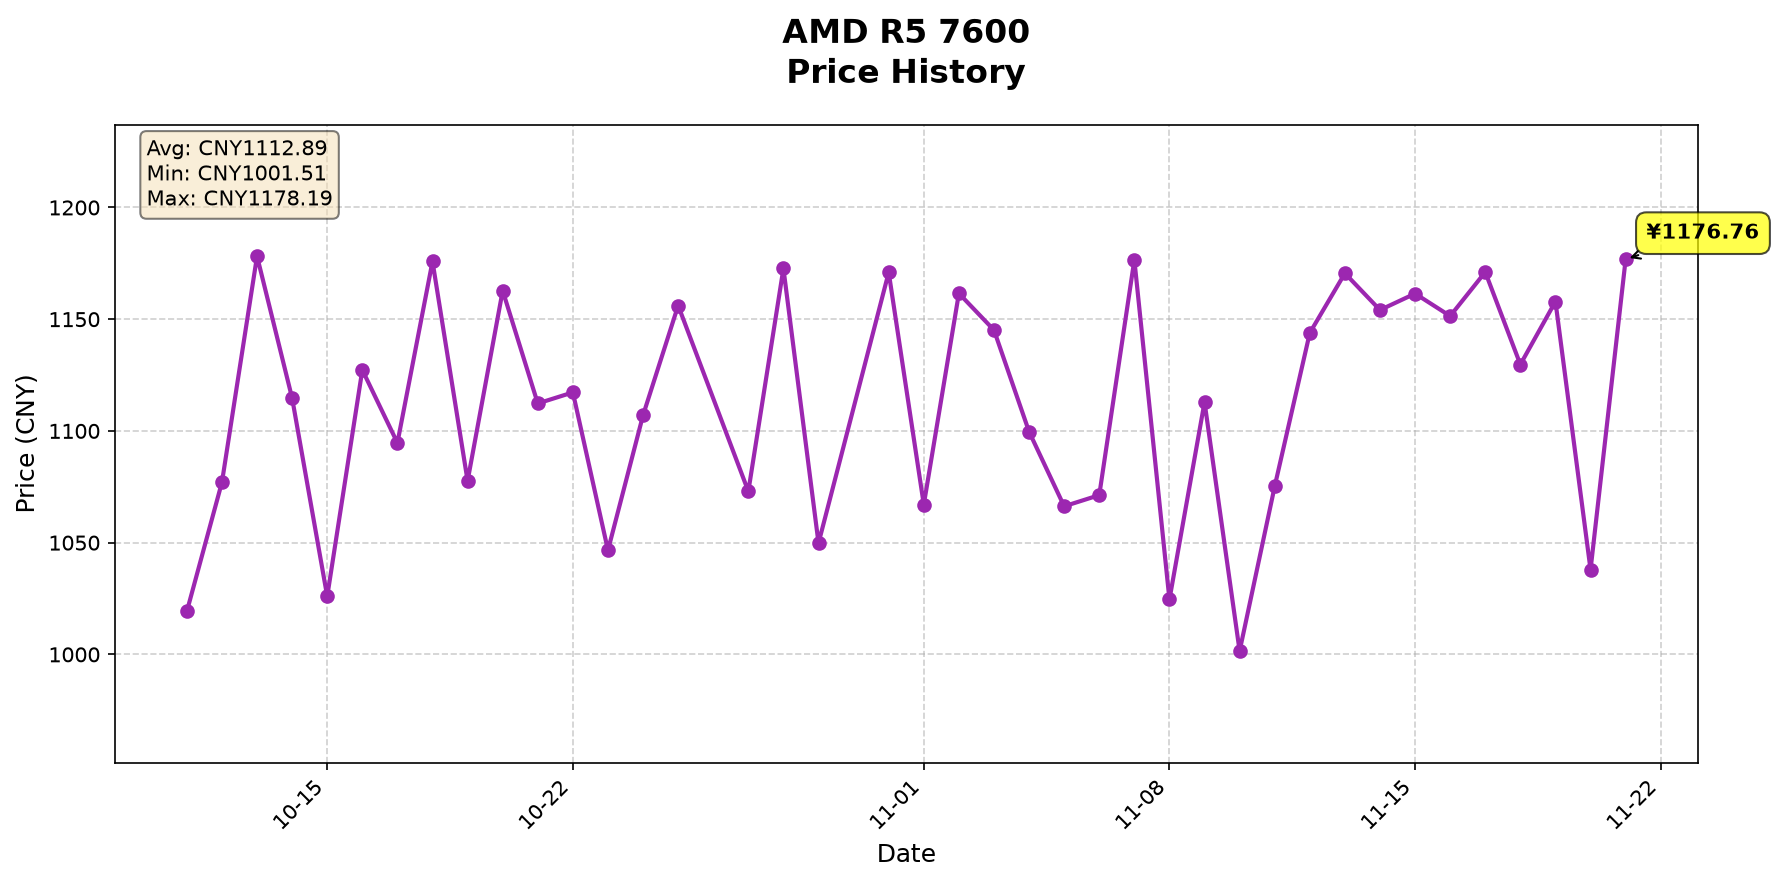 AMD R5 7600
Price History
Avg: CNY1112.89
Min: CNY1001.51
Max: CNY1178.19
¥1176.76
Price (CNY)
1200
1150
1100
1050
1000
10-15
10-22
11-01
11-08
11-15
11-22
Date